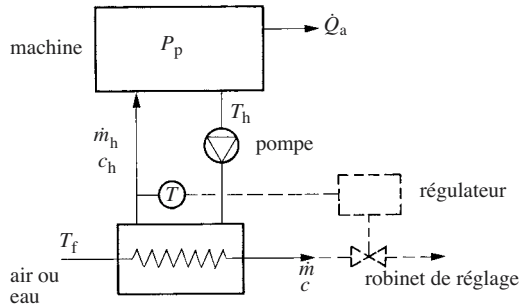 machine
P_p
Q̇_a
T_h
ṁ_h
c_h
pompe
T
régulateur
T_f
air ou
eau
ṁ
c
robinet de réglage